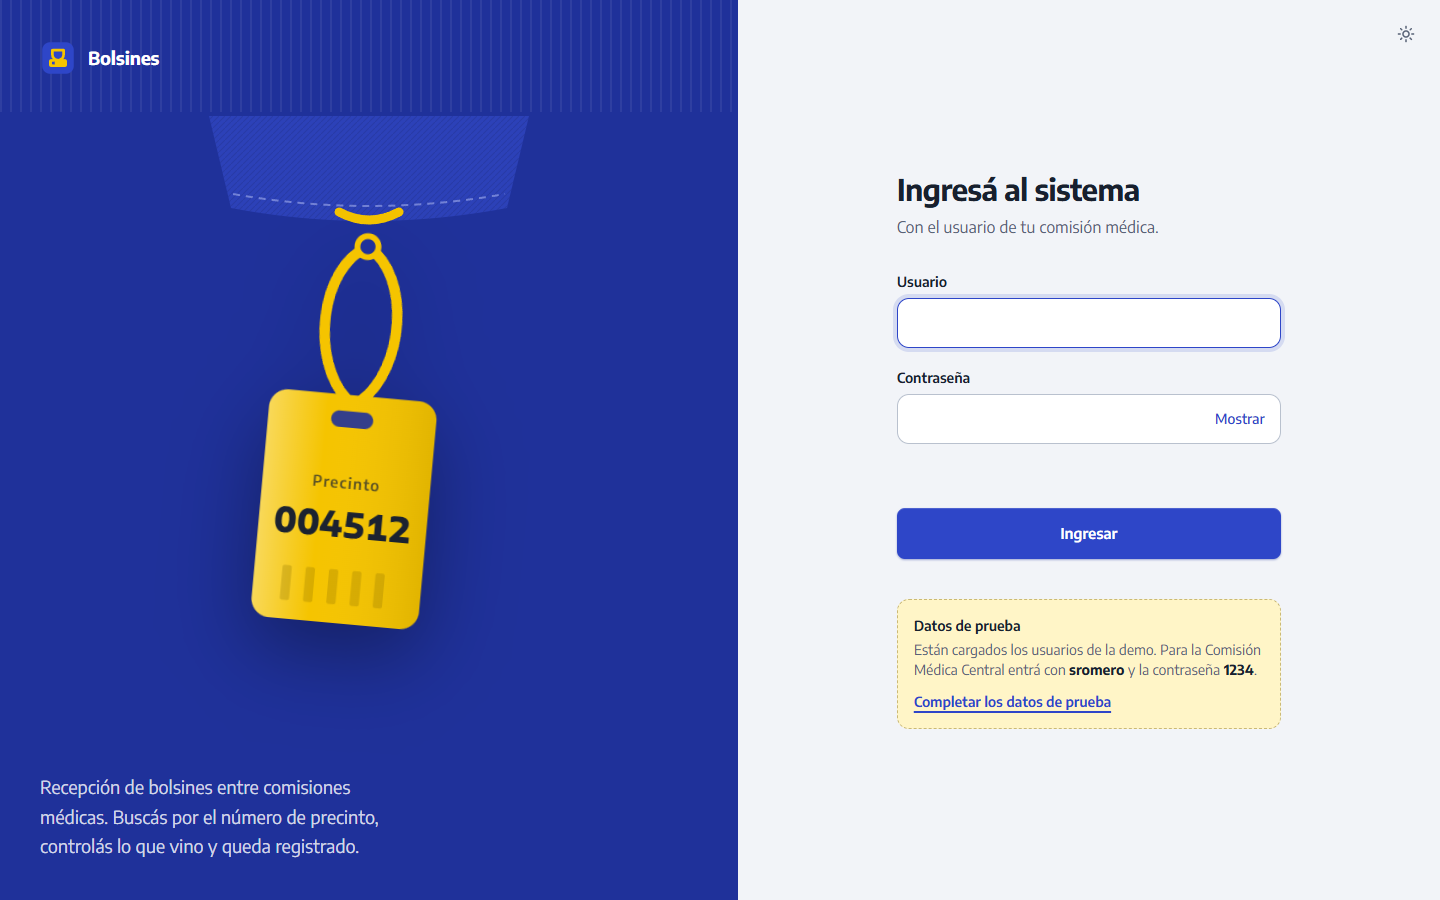 Bolsines
Precinto
004512
Recepción de bolsines entre comisiones
médicas. Buscás por el número de precinto,
controlás lo que vino y queda registrado.
Ingresá al sistema
Con el usuario de tu comisión médica.
Usuario
Contraseña
Mostrar
Ingresar
Datos de prueba
Están cargados los usuarios de la demo. Para la Comisión
Médica Central entrá con sromero y la contraseña 1234.
Completar los datos de prueba